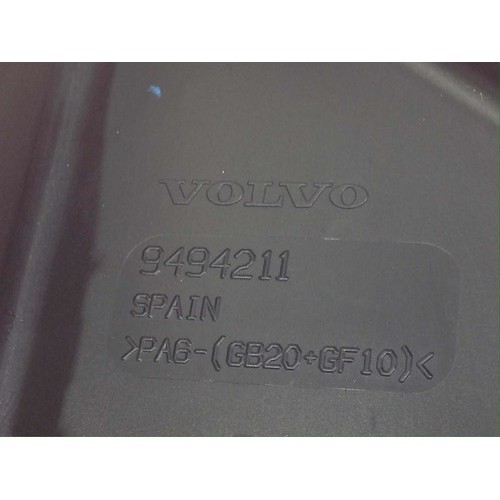 VOLVO
9494211
SPAIN
>PA6-(GB20+GF10)<